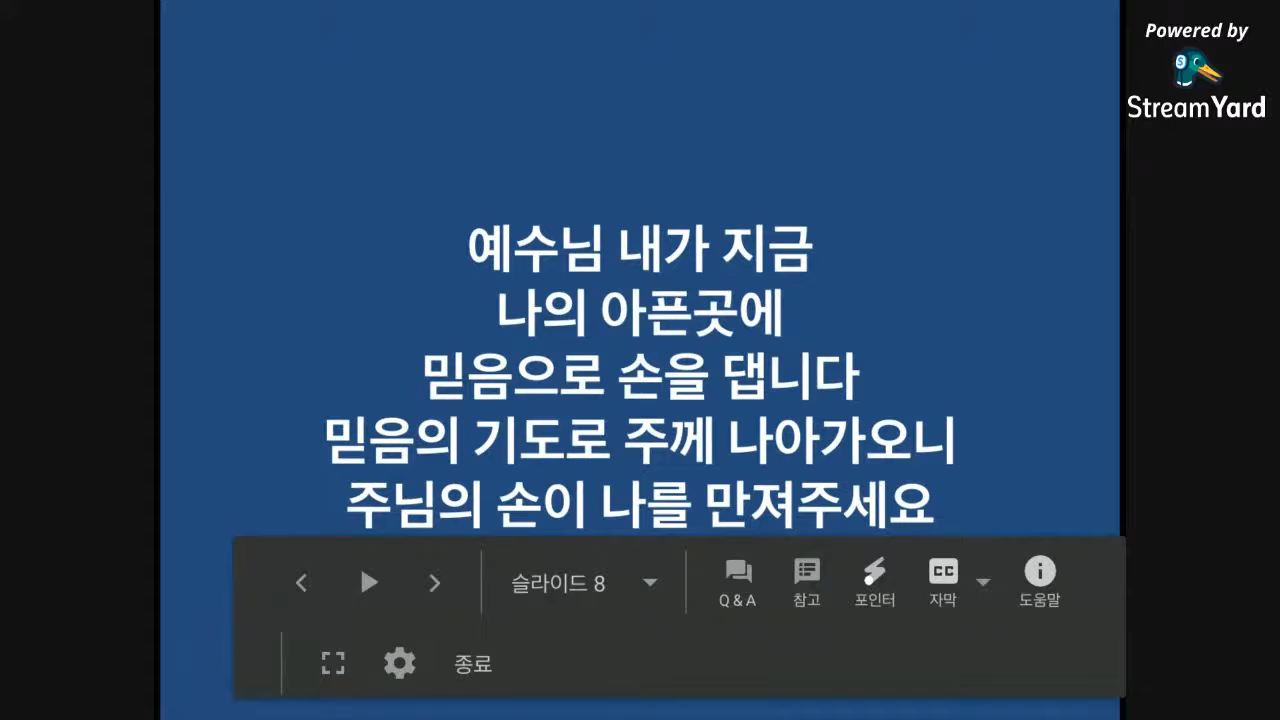 Powered by
StreamYard
예수님 내가 지금
나의 아픈곳에
믿음으로 손을 댑니다
믿음의 기도로 주께 나아가오니
주님의 손이 나를 만져주세요
슬라이드 8
Q & A
참고
포인터
CC
자막
도움말
종료